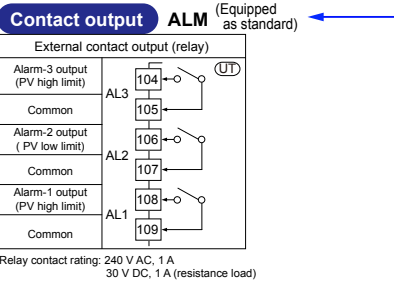 Contact output ALM (Equipped
as standard)
External contact output (relay)
Alarm-3 output
(PV high limit)
Common
AL3
104
105
UT
Alarm-2 output
( PV low limit)
Common
AL2
106
107
Alarm-1 output
(PV high limit)
Common
AL1
108
109
Relay contact rating: 240 V AC, 1 A
30 V DC, 1 A (resistance load)